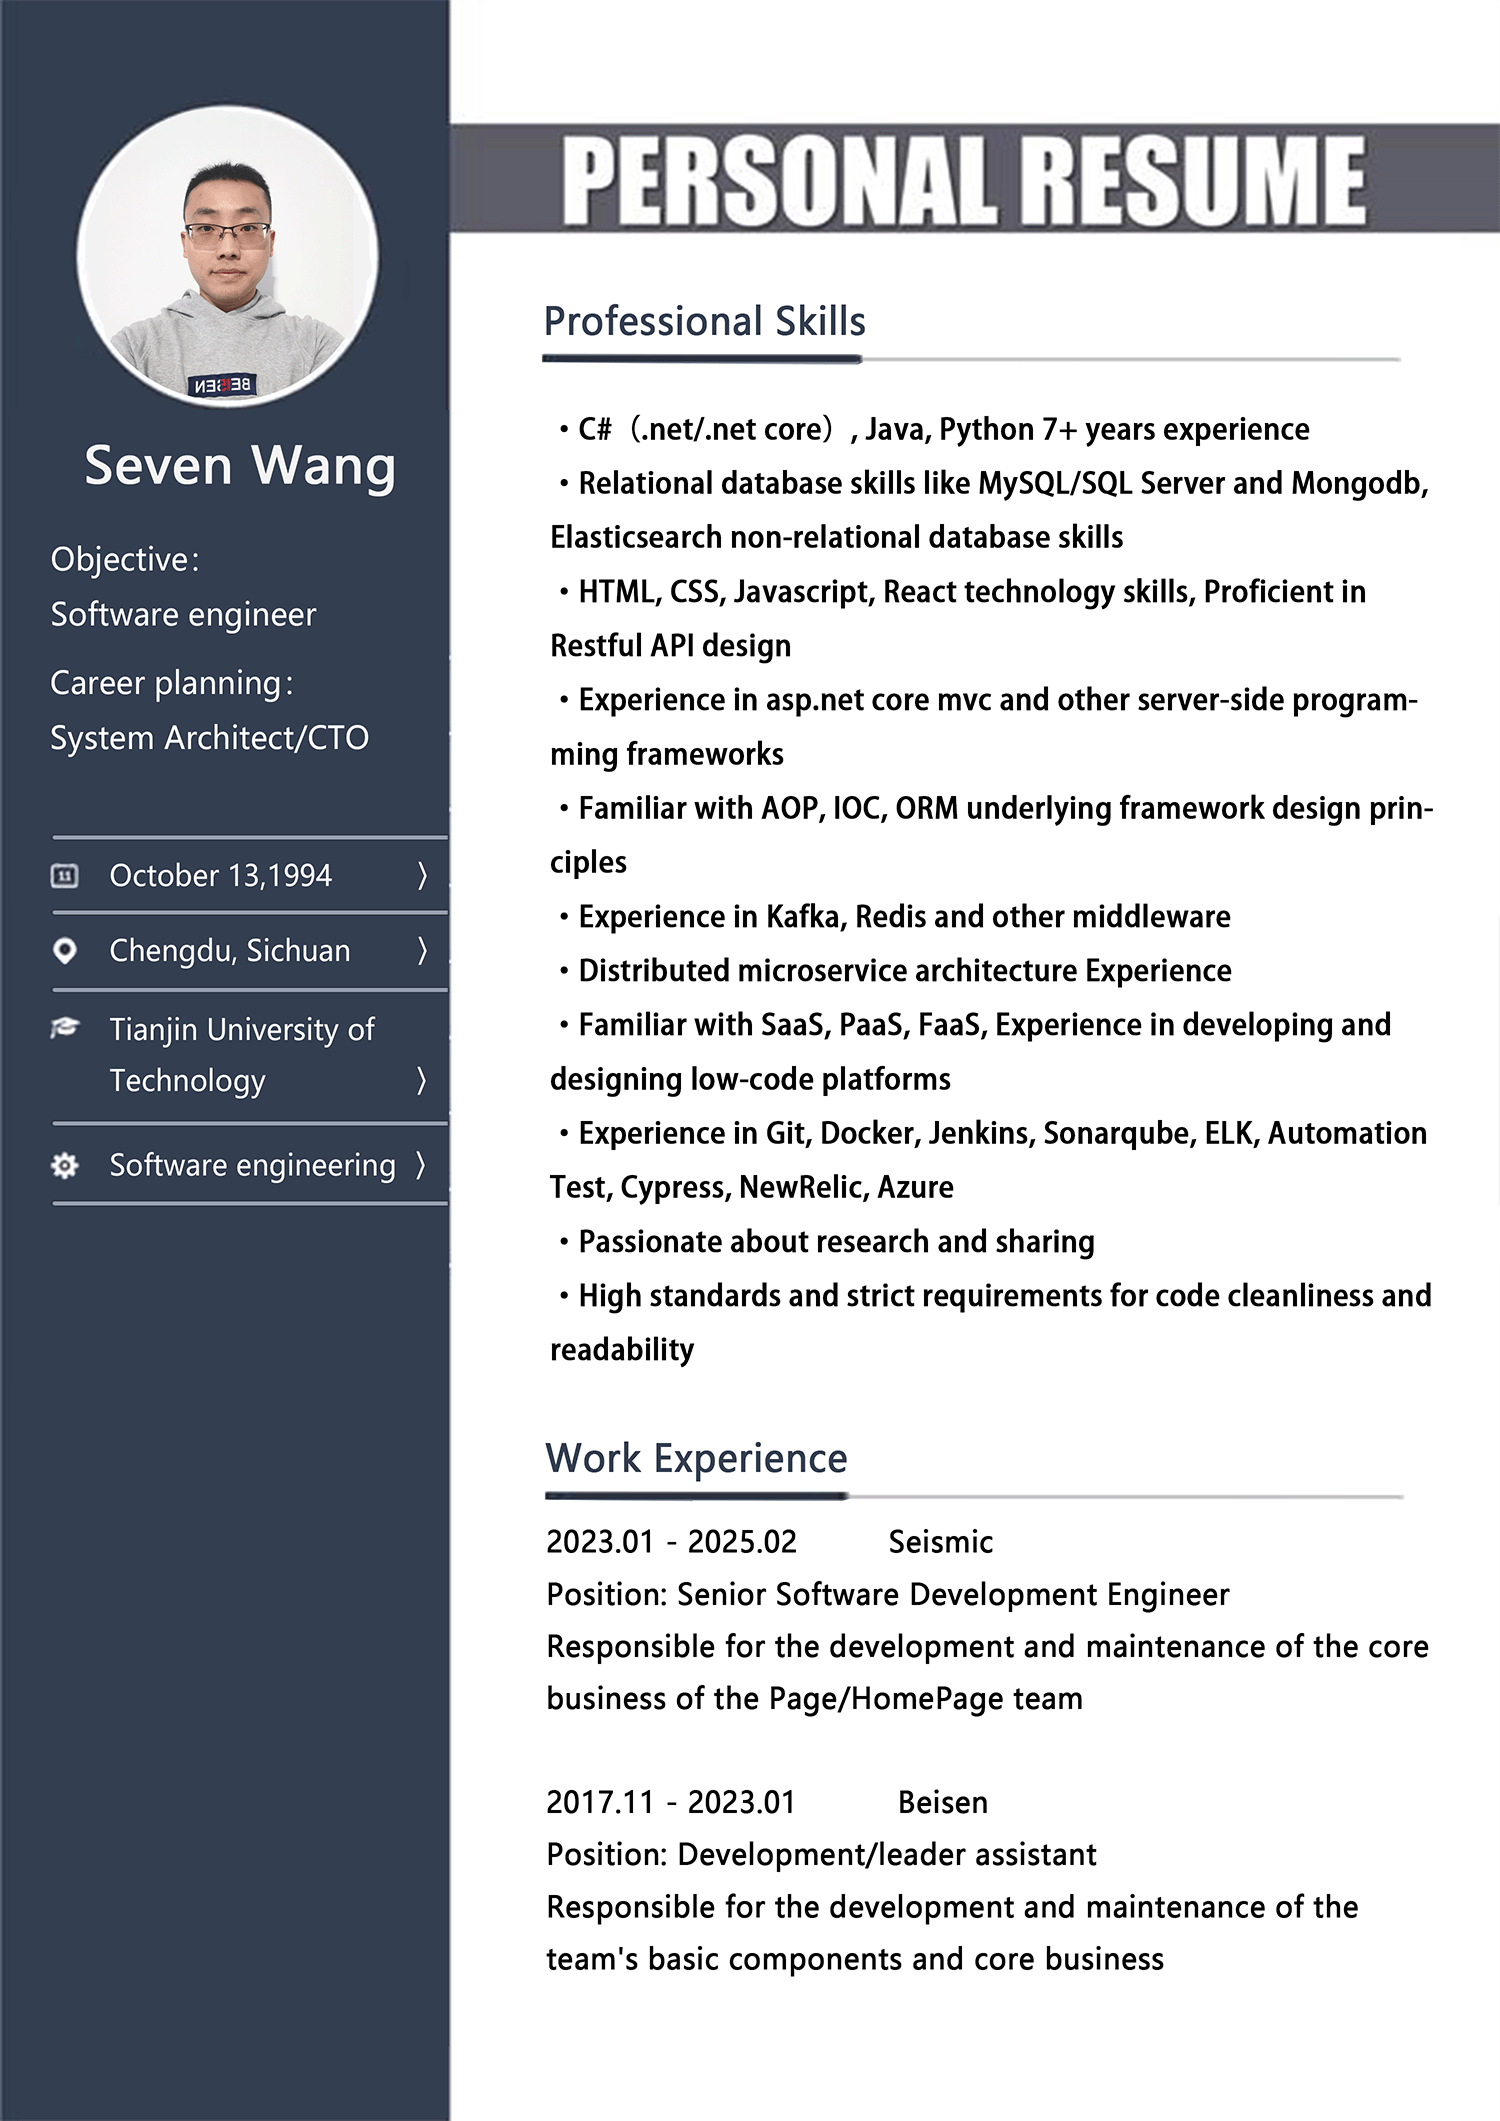 BEISEN
Seven Wang
Objective:
Software engineer
Career planning:
System Architect/CTO
11
October 13,1994 〉
Chengdu, Sichuan 〉
Tianjin University of
Technology 〉
Software engineering 〉
PERSONAL RESUME
Professional Skills
・C#（.net/.net core）, Java, Python 7+ years experience
・Relational database skills like MySQL/SQL Server and Mongodb,
Elasticsearch non-relational database skills
・HTML, CSS, Javascript, React technology skills, Proficient in
Restful API design
・Experience in asp.net core mvc and other server-side program-
ming frameworks
・Familiar with AOP, IOC, ORM underlying framework design prin-
ciples
・Experience in Kafka, Redis and other middleware
・Distributed microservice architecture Experience
・Familiar with SaaS, PaaS, FaaS, Experience in developing and
designing low-code platforms
・Experience in Git, Docker, Jenkins, Sonarqube, ELK, Automation
Test, Cypress, NewRelic, Azure
・Passionate about research and sharing
・High standards and strict requirements for code cleanliness and
readability
Work Experience
2023.01 - 2025.02 Seismic
Position: Senior Software Development Engineer
Responsible for the development and maintenance of the core
business of the Page/HomePage team
2017.11 - 2023.01 Beisen
Position: Development/leader assistant
Responsible for the development and maintenance of the
team's basic components and core business